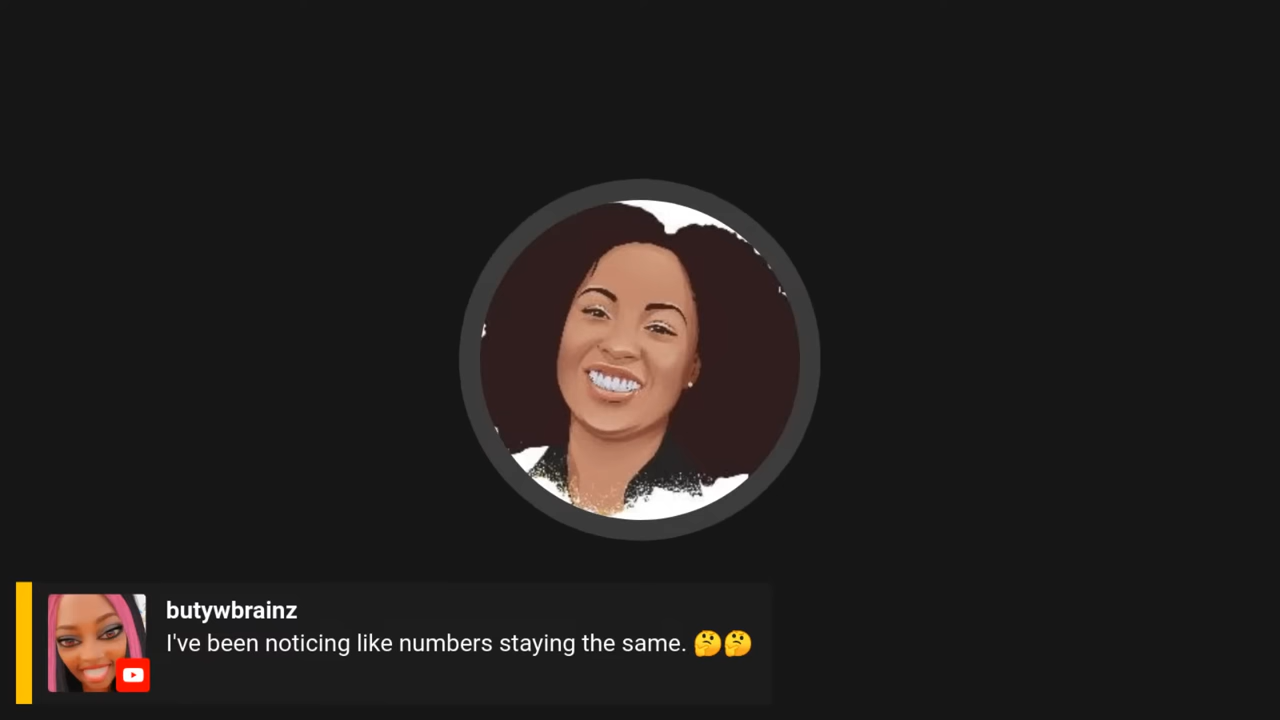 butywbrainz
I've been noticing like numbers staying the same. 🤔🤔